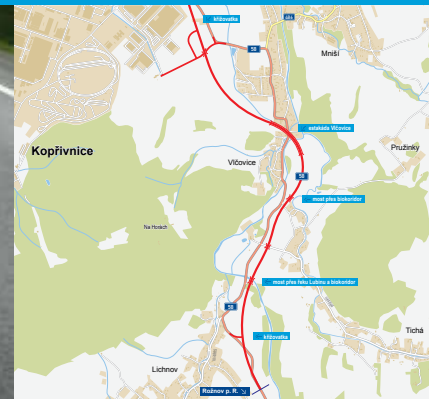 křižovatka
58
Mniší
estakáda Vlčovice
Kopřivnice
Pružinky
Vlčovice
58
most přes biokoridor
Na Horách
most přes řeku Lubinu a biokoridor
58
křižovatka
Tichá
Lichnov
Rožnov p. R. ↘